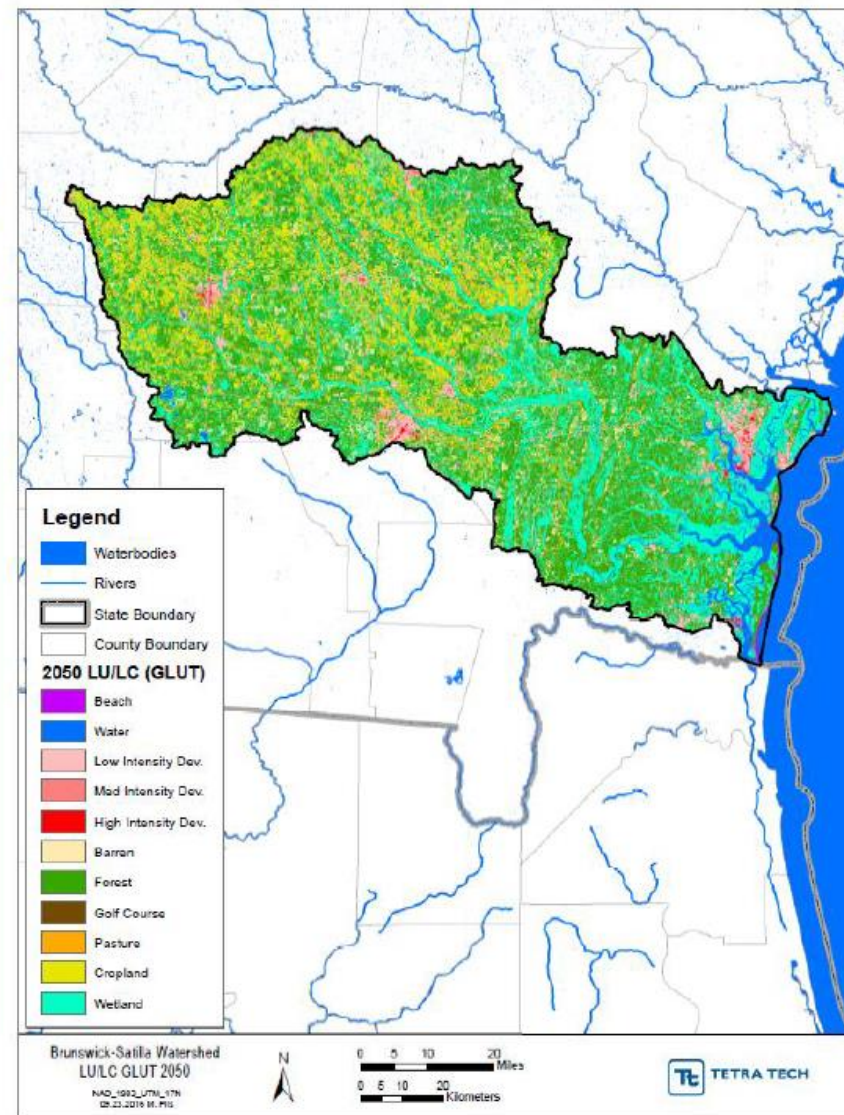 Legend
Waterbodies
Rivers
State Boundary
County Boundary
2050 LU/LC (GLUT)
Beach
Water
Low Intensity Dev.
Med Intensity Dev.
High Intensity Dev.
Barren
Forest
Golf Course
Pasture
Cropland
Wetland
Brunswick-Satilla Watershed
LU/LC GLUT 2050
NAD_1983_UTM_17N
N
0 5 10 20
Miles
0 5 10 20
Kilometers
Tt TETRA TECH